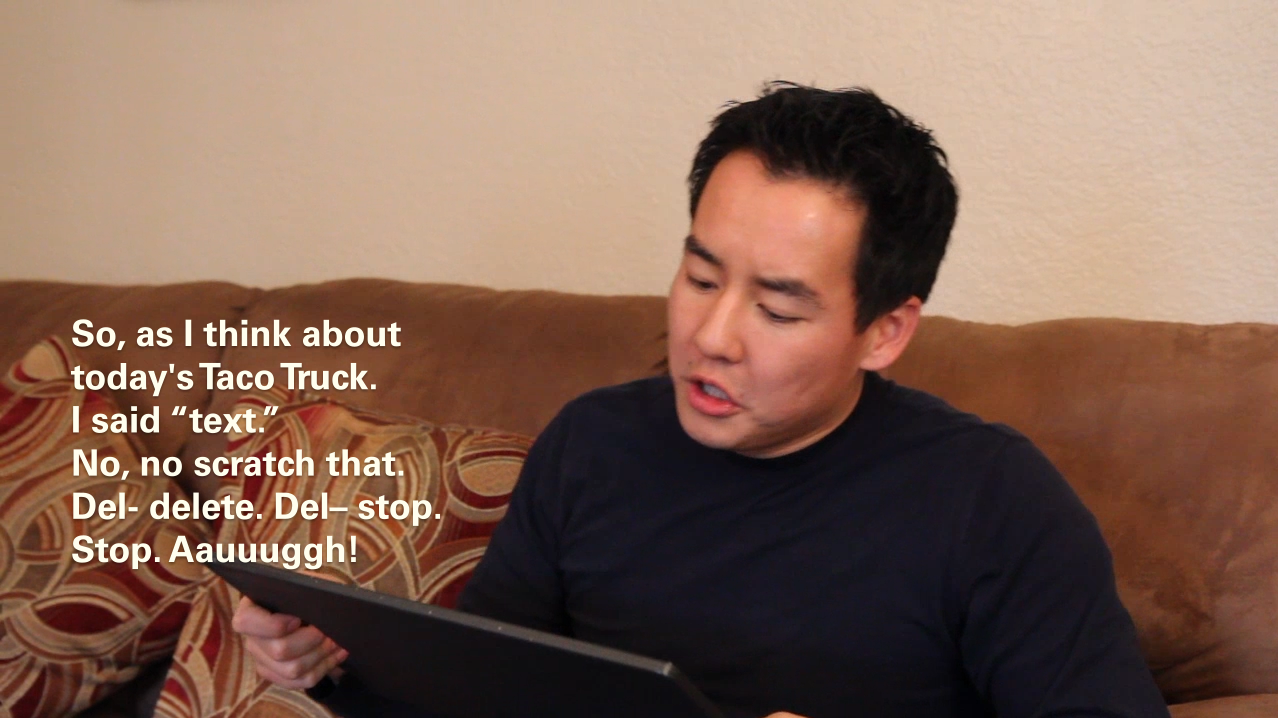 So, as I think about
today's Taco Truck.
I said “text.”
No, no scratch that.
Del- delete. Del– stop.
Stop. Aauuuggh!